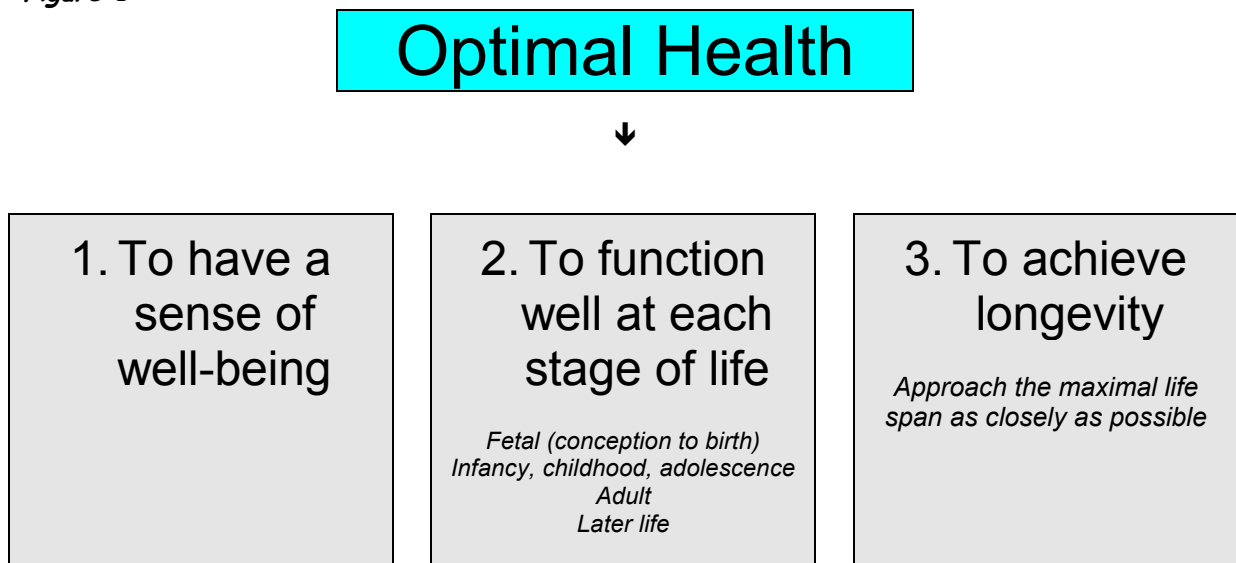 Optimal Health
1. To have a
sense of
well-being
2. To function
well at each
stage of life
Fetal (conception to birth)
Infancy, childhood, adolescence
Adult
Later life
3. To achieve
longevity
Approach the maximal life
span as closely as possible